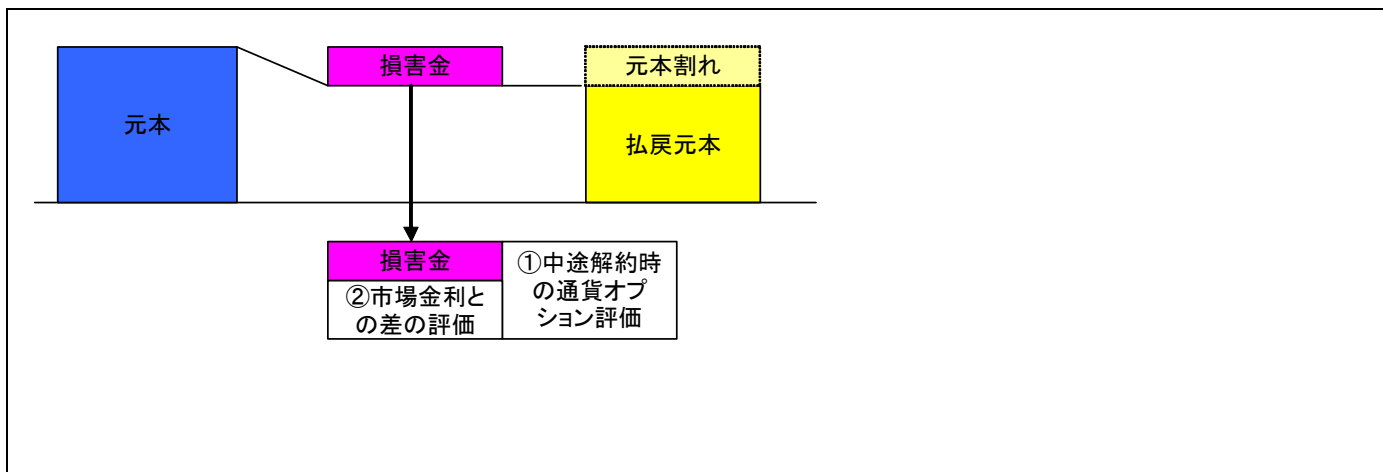 元本
損害金
元本割れ
払戻元本
損害金
②市場金利と
の差の評価
①中途解約時
の通貨オプ
ション評価